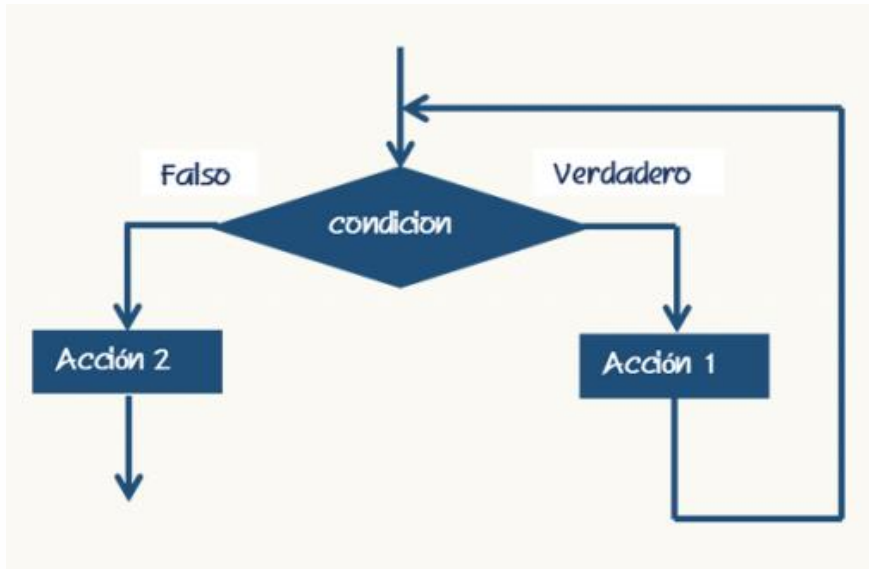 Falso
Verdadero
condicion
Acción 2
Acción 1